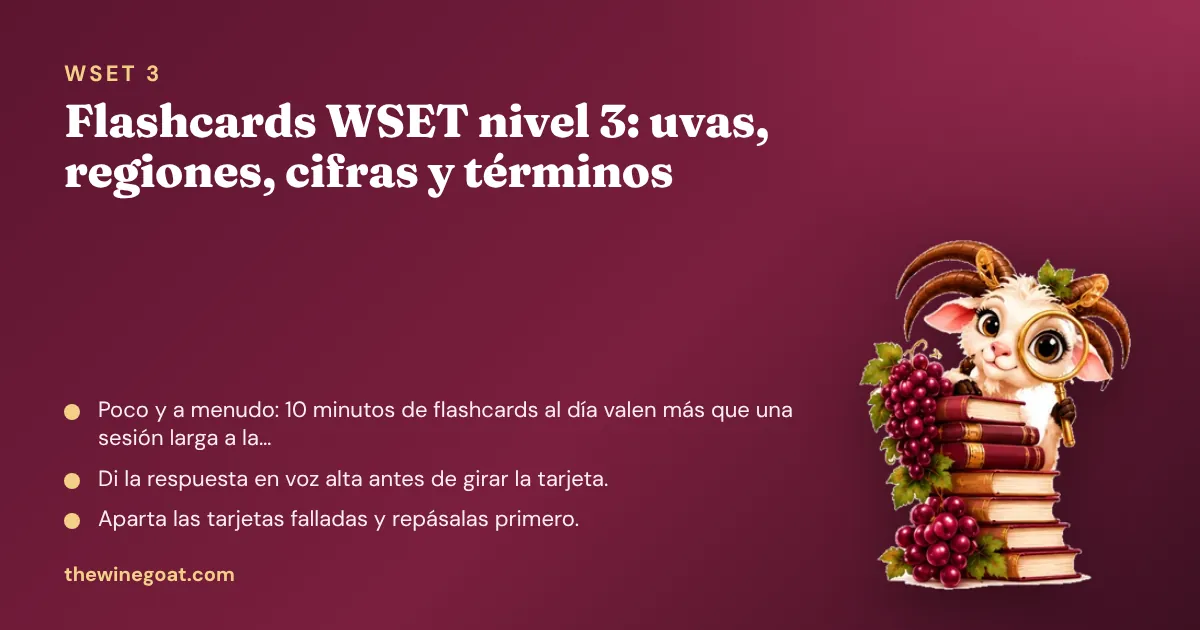 WSET 3
Flashcards WSET nivel 3: uvas,
regiones, cifras y términos
Poco y a menudo: 10 minutos de flashcards al día valen más que una
sesión larga a la…
Di la respuesta en voz alta antes de girar la tarjeta.
Aparta las tarjetas falladas y repásalas primero.
thewinegoat.com